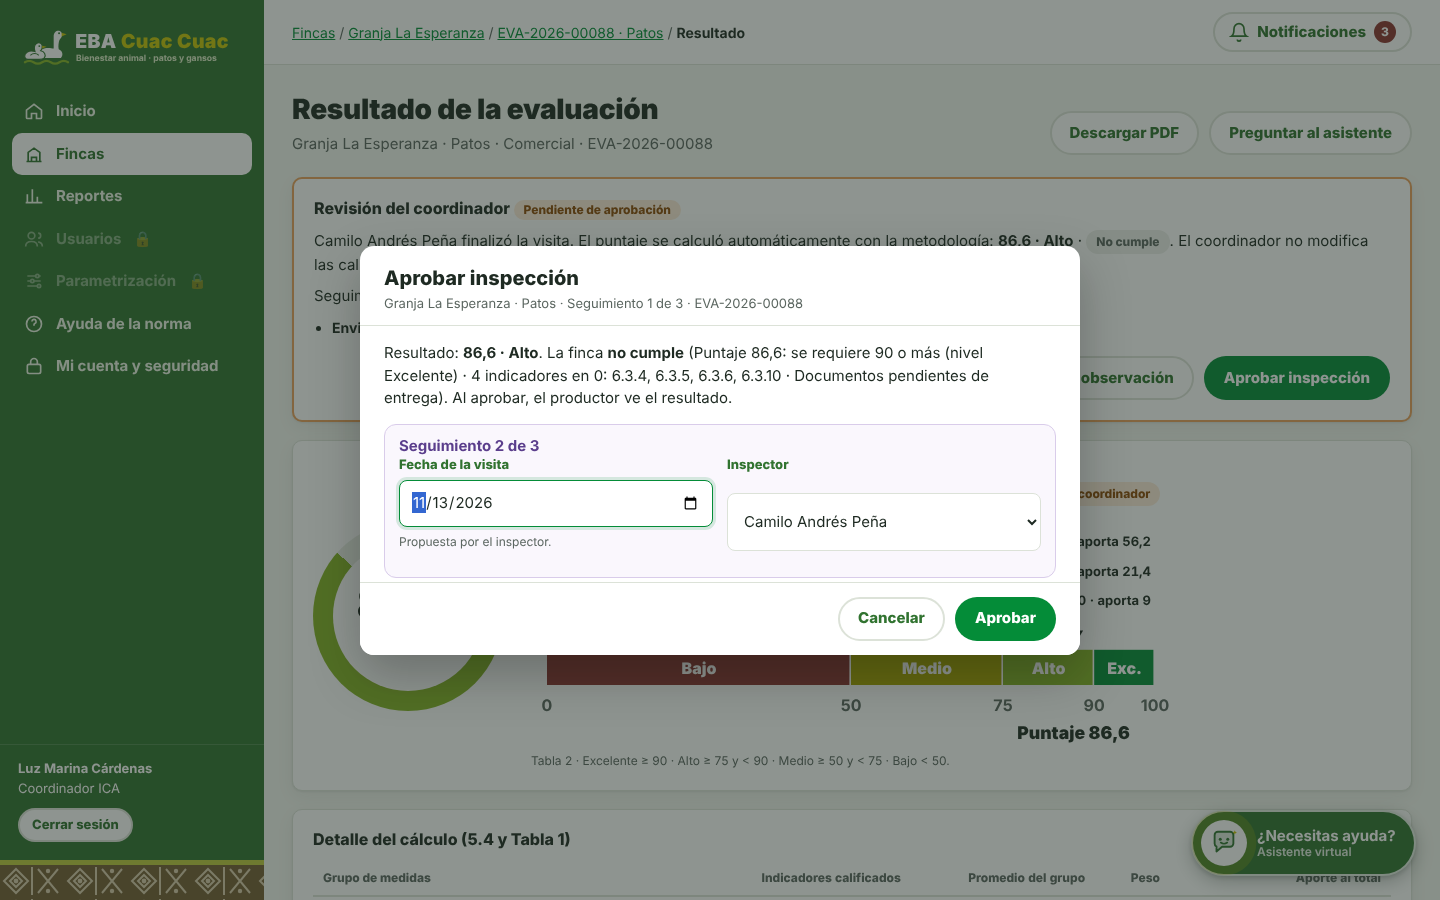 EBA Cuac Cuac
Bienestar animal · patos y gansos
Inicio
Fincas
Reportes
Usuarios
Parametrización
Ayuda de la norma
Mi cuenta y seguridad
Luz Marina Cárdenas
Coordinador ICA
Cerrar sesión
Fincas / Granja La Esperanza / EVA-2026-00088 · Patos / Resultado
Notificaciones 3
Resultado de la evaluación
Granja La Esperanza · Patos · Comercial · EVA-2026-00088
Descargar PDF
Preguntar al asistente
Revisión del coordinador Pendiente de aprobación
Camilo Andrés Peña finalizó la visita. El puntaje se calculó automáticamente con la metodología: 86,6 · Alto · No cumple. El coordinador no modifica
las cal
Seguin
• Enví
observación
Aprobar inspección
Aprobar inspección
Granja La Esperanza · Patos · Seguimiento 1 de 3 · EVA-2026-00088
Resultado: 86,6 · Alto. La finca no cumple (Puntaje 86,6: se requiere 90 o más (nivel
Excelente) · 4 indicadores en 0: 6.3.4, 6.3.5, 6.3.6, 6.3.10 · Documentos pendientes de
entrega). Al aprobar, el productor ve el resultado.
Seguimiento 2 de 3
Fecha de la visita
11/13/2026
Propuesta por el inspector.
Inspector
Camilo Andrés Peña
Cancelar
Aprobar
coordinador
aporta 56,2
aporta 21,4
0 · aporta 9
Bajo Medio Alto Exc.
0 50 75 90 100
Puntaje 86,6
Tabla 2 · Excelente ≥ 90 · Alto ≥ 75 y < 90 · Medio ≥ 50 y < 75 · Bajo < 50.
Detalle del cálculo (5.4 y Tabla 1)
Grupo de medidas Indicadores calificados Promedio del grupo Peso Aporte al total
¿Necesitas ayuda?
Asistente virtual